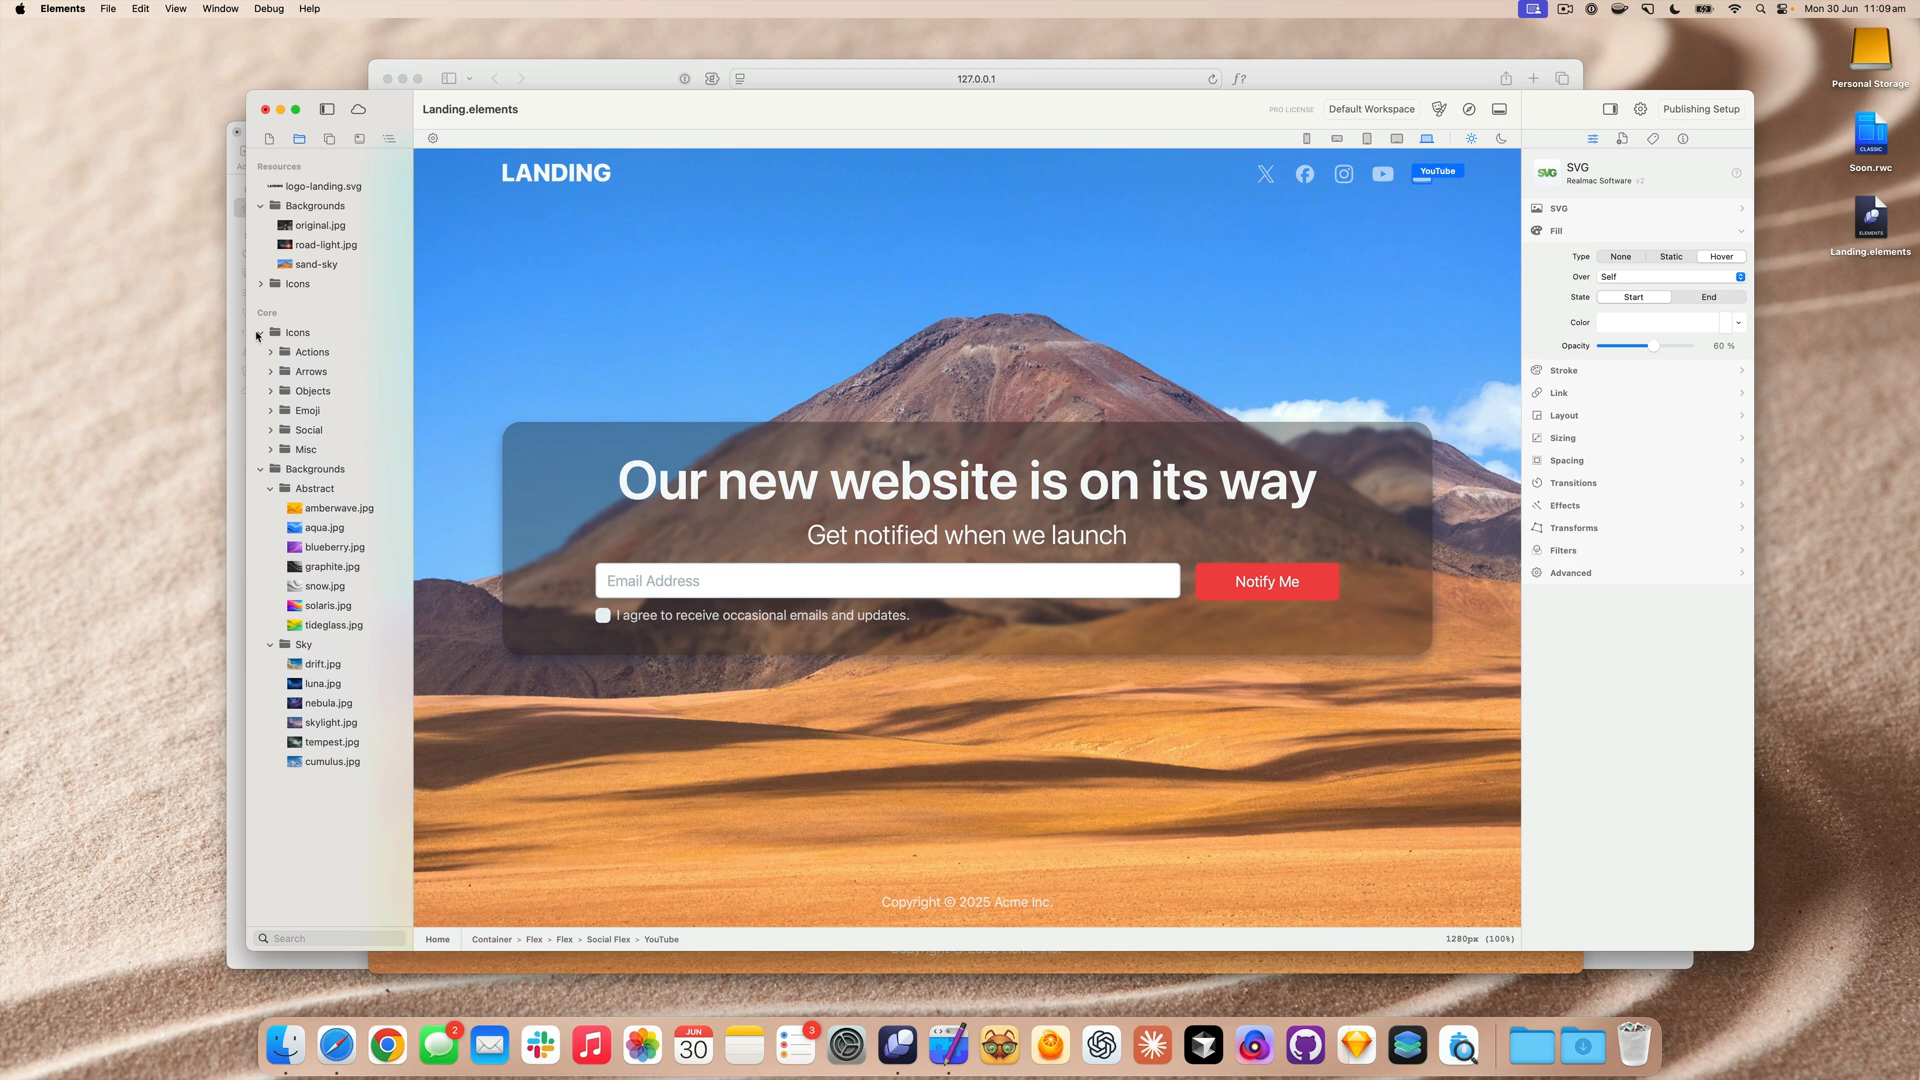 Elements File Edit View Window Debug Help
Mon 30 Jun 11:09 am
Personal Storage
CLASSIC
Soon.rwc
ELEMENTS
Landing.elements
127.0.0.1
Landing.elements
PRO LICENSE
Default Workspace
Publishing Setup
Resources
logo-landing.svg
Backgrounds
original.jpg
road-light.jpg
sand-sky
Icons
Core
Icons
Actions
Arrows
Objects
Emoji
Social
Misc
Backgrounds
Abstract
amberwave.jpg
aqua.jpg
blueberry.jpg
graphite.jpg
snow.jpg
solaris.jpg
tideglass.jpg
Sky
drift.jpg
luna.jpg
nebula.jpg
skylight.jpg
tempest.jpg
cumulus.jpg
Search
LANDING
YouTube
Our new website is on its way
Get notified when we launch
Email Address
Notify Me
I agree to receive occasional emails and updates.
Copyright © 2025 Acme Inc.
Home
Container > Flex > Flex > Social Flex > YouTube
1280px (100%)
SVG
SVG
Realmac Software v2
SVG
Fill
Type None Static Hover
Over Self
State Start End
Color
Opacity 60 %
Stroke
Link
Layout
Sizing
Spacing
Transitions
Effects
Transforms
Filters
Advanced
2
JUN
30
3